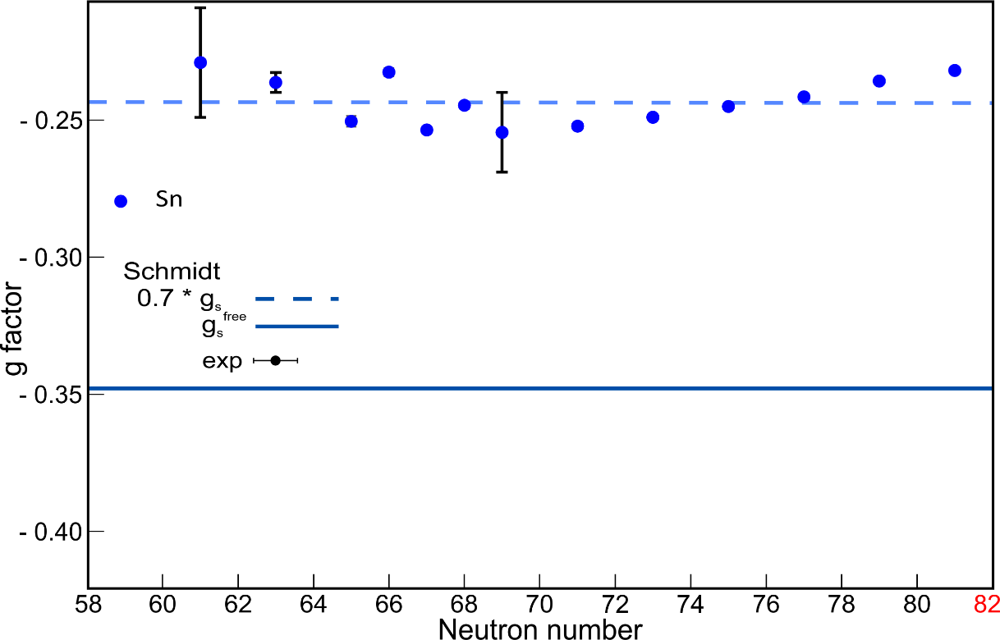 - 0.25
Sn
- 0.30
Schmidt
0.7 * gs
gs free
exp
- 0.35
- 0.40
g factor
58 60 62 64 66 68 70 72 74 76 78 80 82
Neutron number